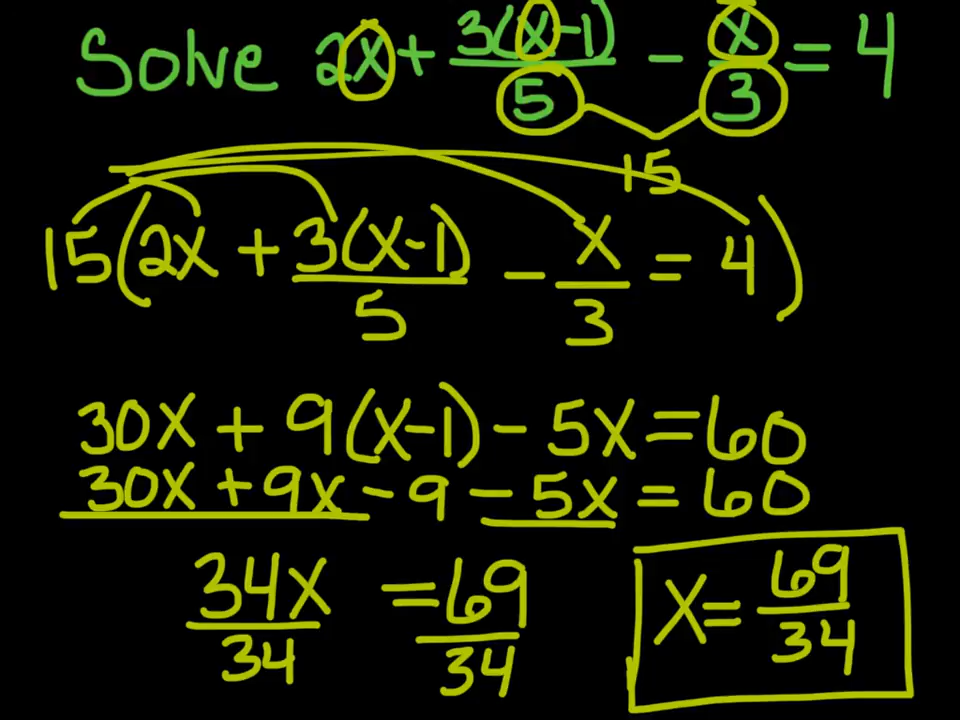 Solve 2x + 3(x-1)/5 - x/3 = 4
15
15(2x + 3(x-1)/5 - x/3 = 4)
30x + 9(x-1) - 5x = 60
30x + 9x - 9 - 5x = 60
34x/34 = 69/34
x = 69/34